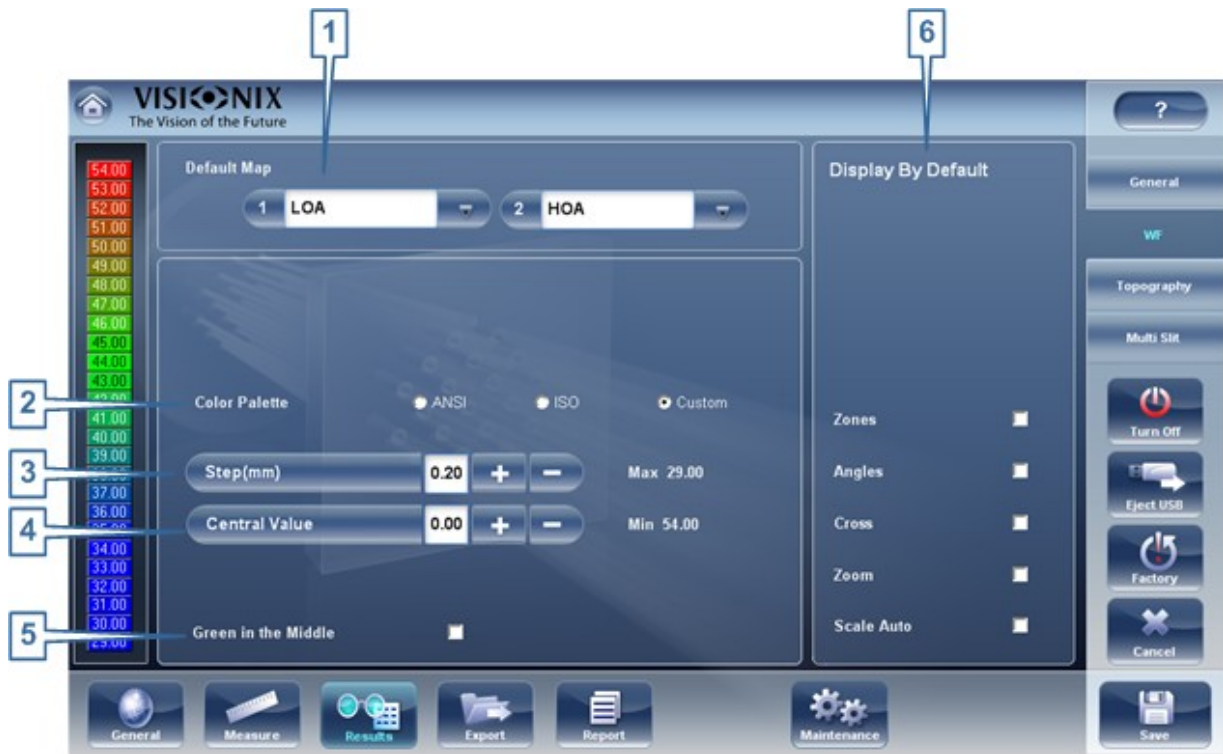 1
6
VISIONIX
The Vision of the Future
?
54.00
53.00
52.00
51.00
50.00
49.00
48.00
47.00
46.00
45.00
44.00
43.00
41.00
40.00
39.00
37.00
36.00
34.00
33.00
32.00
31.00
30.00
29.00
Default Map
1 LOA
2 HOA
2
Color Palette ANSI ISO Custom
3
Step(mm) 0.20 + − Max 29.00
4
Central Value 0.00 + − Min 54.00
5
Green in the Middle
Display By Default
Zones
Angles
Cross
Zoom
Scale Auto
General
WF
Topography
Multi Slit
Turn Off
Eject USB
Factory
Cancel
General
Measure
Results
Export
Report
Maintenance
Save